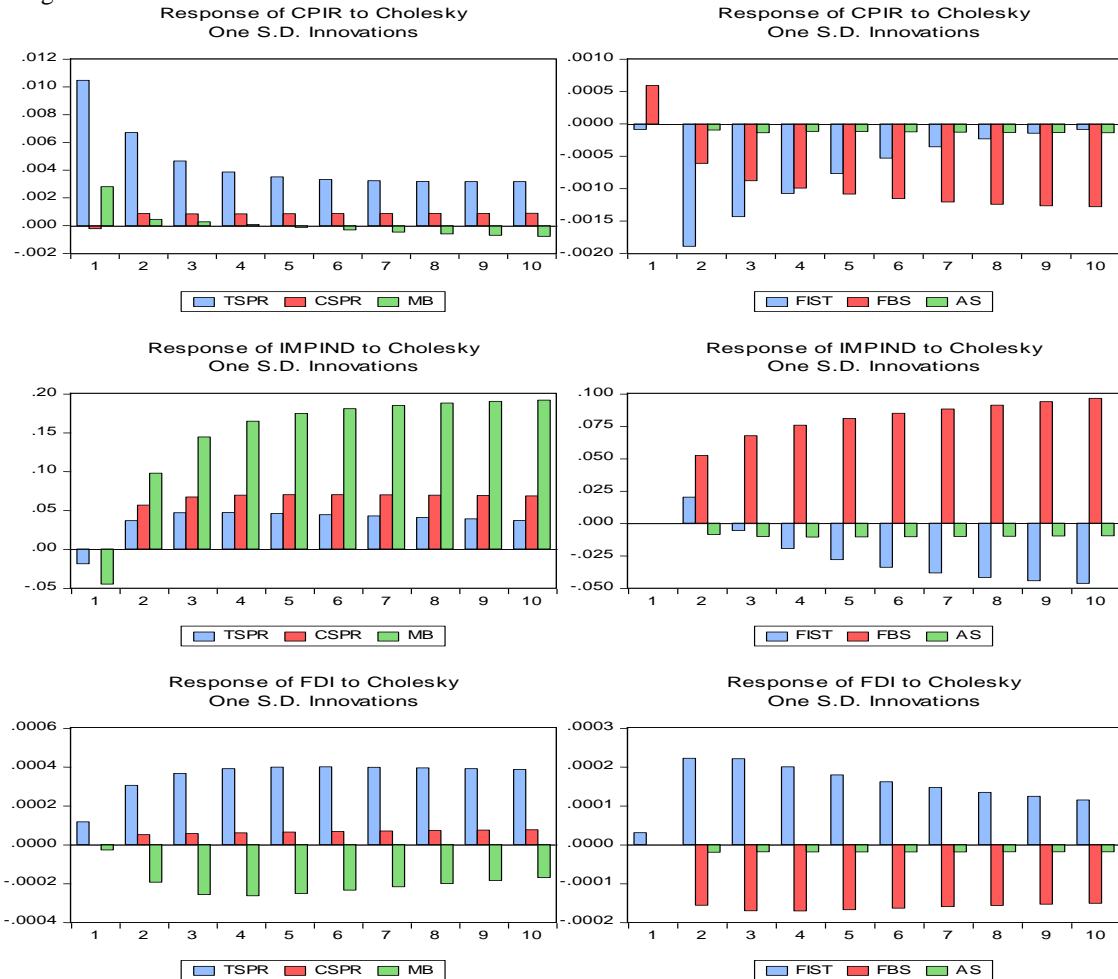 Response of CPIR to Cholesky
One S.D. Innovations
.012
.010
.008
.006
.004
.002
.000
-.002
1 2 3 4 5 6 7 8 9 10
TSPR CSPR MB
Response of CPIR to Cholesky
One S.D. Innovations
.0010
.0005
.0000
-.0005
-.0010
-.0015
-.0020
1 2 3 4 5 6 7 8 9 10
FIST FBS AS
Response of IMPIND to Cholesky
One S.D. Innovations
.20
.15
.10
.05
.00
-.05
1 2 3 4 5 6 7 8 9 10
TSPR CSPR MB
Response of IMPIND to Cholesky
One S.D. Innovations
.100
.075
.050
.025
.000
-.025
-.050
1 2 3 4 5 6 7 8 9 10
FIST FBS AS
Response of FDI to Cholesky
One S.D. Innovations
.0006
.0004
.0002
.0000
-.0002
-.0004
1 2 3 4 5 6 7 8 9 10
TSPR CSPR MB
Response of FDI to Cholesky
One S.D. Innovations
.0003
.0002
.0001
.0000
-.0001
-.0002
1 2 3 4 5 6 7 8 9 10
FIST FBS AS